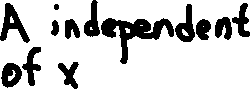 A independent
of x